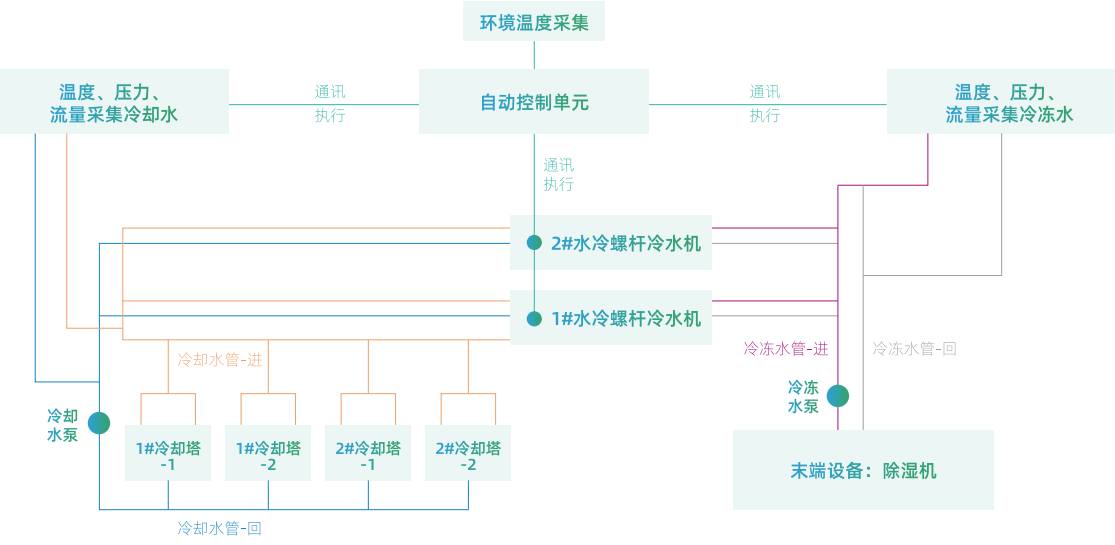 环境温度采集
温度、压力、
流量采集冷却水
通讯
执行
自动控制单元
通讯
执行
温度、压力、
流量采集冷冻水
通讯
执行
2#水冷螺杆冷水机
1#水冷螺杆冷水机
冷却水管-进
冷冻水管-进
冷冻水管-回
冷却
水泵
冷冻
水泵
1#冷却塔
-1
1#冷却塔
-2
2#冷却塔
-1
2#冷却塔
-2
末端设备：除湿机
冷却水管-回